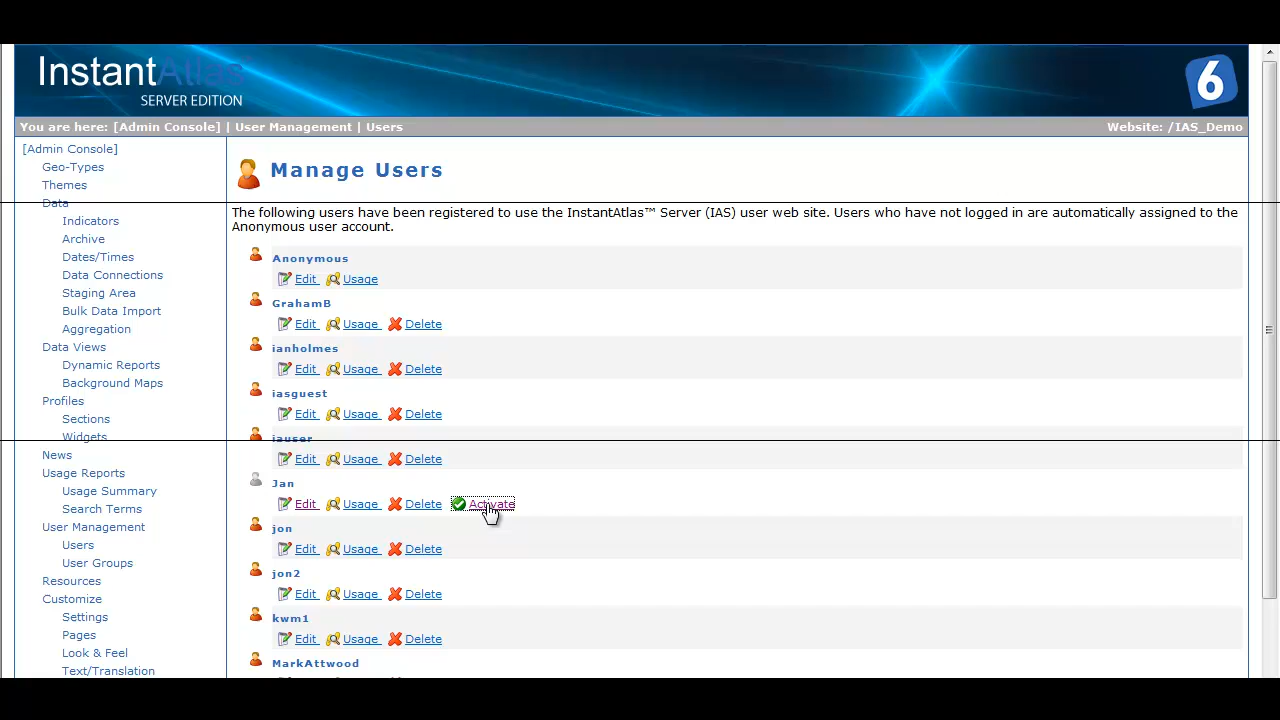 InstantAtlas
SERVER EDITION
6
You are here: [Admin Console] | User Management | Users
Website: /IAS_Demo
[Admin Console]
Geo-Types
Themes
Data
Indicators
Archive
Dates/Times
Data Connections
Staging Area
Bulk Data Import
Aggregation
Data Views
Dynamic Reports
Background Maps
Profiles
Sections
Widgets
News
Usage Reports
Usage Summary
Search Terms
User Management
Users
User Groups
Resources
Customize
Settings
Pages
Look & Feel
Text/Translation
Manage Users
The following users have been registered to use the InstantAtlas™ Server (IAS) user web site. Users who have not logged in are automatically assigned to the
Anonymous user account.
Anonymous
Edit Usage
GrahamB
Edit Usage Delete
ianholmes
Edit Usage Delete
iasguest
Edit Usage Delete
iauser
Edit Usage Delete
Jan
Edit Usage Delete Activate
jon
Edit Usage Delete
jon2
Edit Usage Delete
kwm1
Edit Usage Delete
MarkAttwood